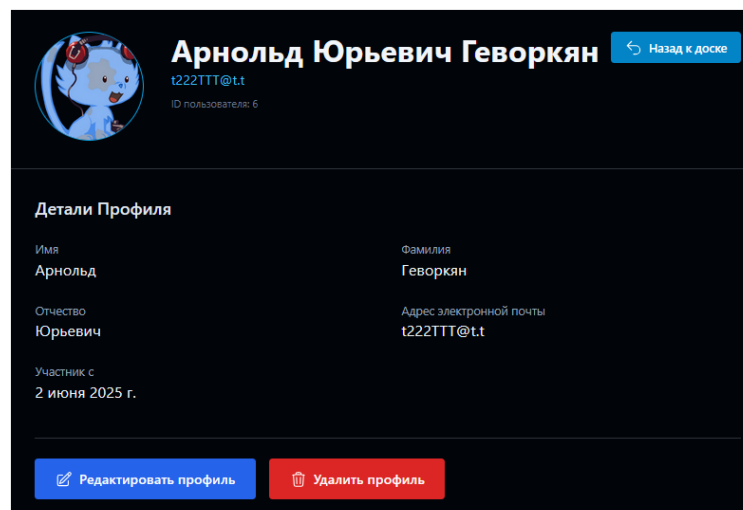 Арнольд Юрьевич Геворкян
Назад к доске
t222TTT@t.t
ID пользователя: 6
Детали Профиля
Имя
Арнольд
Фамилия
Геворкян
Отчество
Юрьевич
Адрес электронной почты
t222TTT@t.t
Участник с
2 июня 2025 г.
Редактировать профиль
Удалить профиль